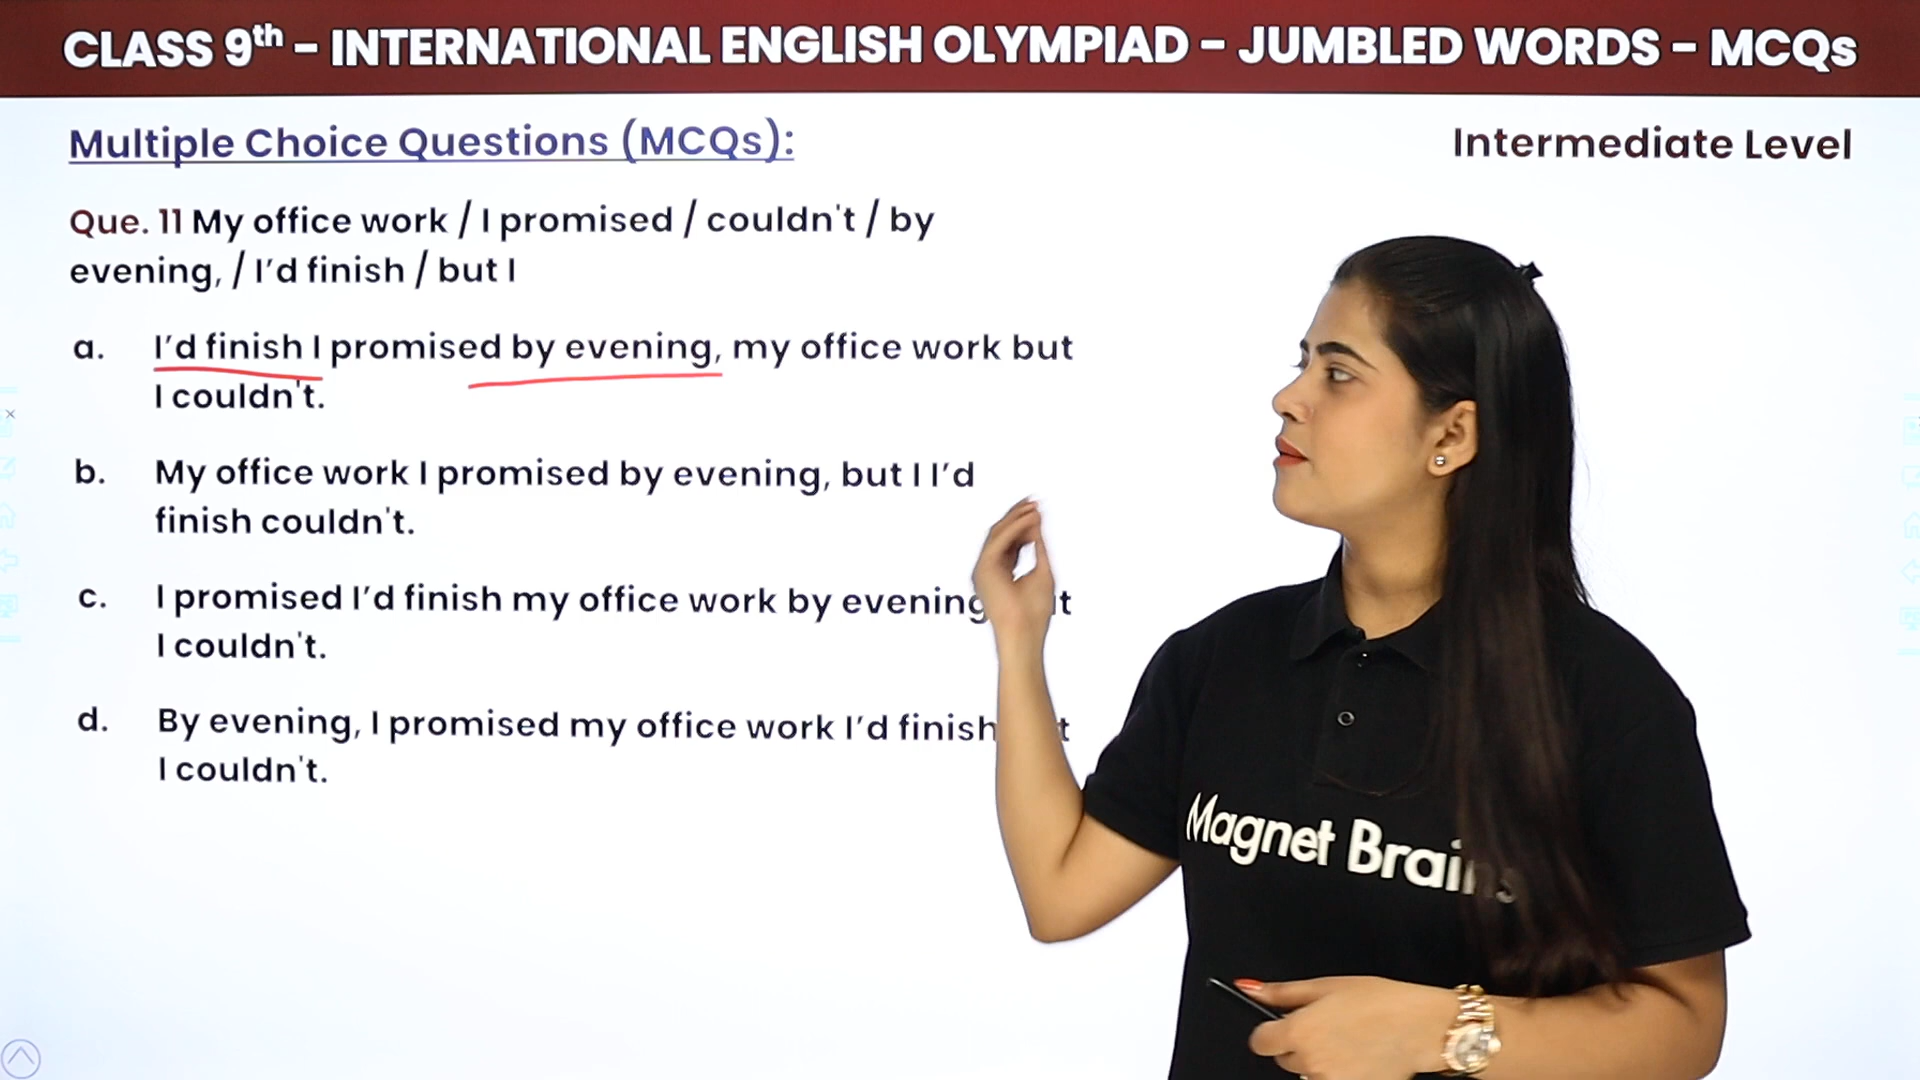 CLASS 9th – INTERNATIONAL ENGLISH OLYMPIAD – JUMBLED WORDS – MCQs
Multiple Choice Questions (MCQs):
Intermediate Level
Que. 11 My office work / I promised / couldn't / by
evening, / I'd finish / but I
a. I'd finish I promised by evening, my office work but
I couldn't.
b. My office work I promised by evening, but I I'd
finish couldn't.
c. I promised I'd finish my office work by evening
I couldn't.
d. By evening, I promised my office work I'd finish
I couldn't.
Magnet Brains